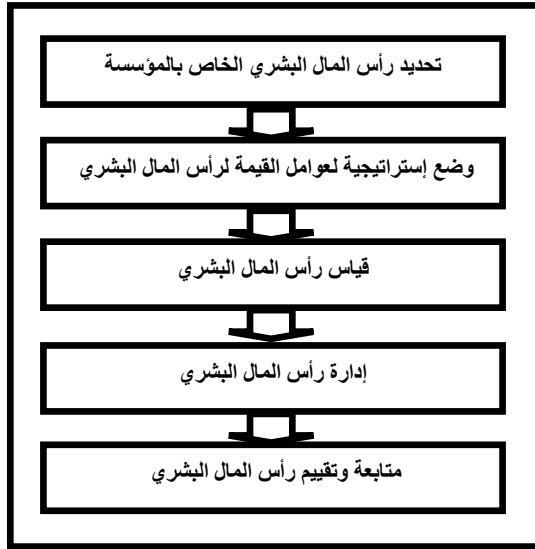 تحديد رأس المال البشري الخاص بالمؤسسة
وضع إستراتيجية لعوامل القيمة لرأس المال البشري
قياس رأس المال البشري
إدارة رأس المال البشري
متابعة وتقييم رأس المال البشري